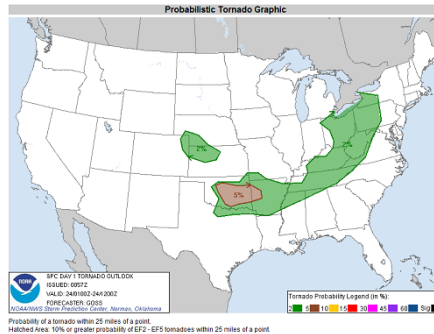 Probabilistic Tornado Graphic
2%
2%
5%
NOAA
SPC DAY 1 TORNADO OUTLOOK
ISSUED: 0057Z
VALID: 24/0100Z-24/1200Z
FORECASTER: GOSS
NOAA/NWS Storm Prediction Center, Norman, Oklahoma
Tornado Probability Legend (in %):
2 5 10 15 30 45 60 Sig
Probability of a tornado within 25 miles of a point.
Hatched Area: 10% or greater probability of EF2 - EF5 tornadoes within 25 miles of a point.